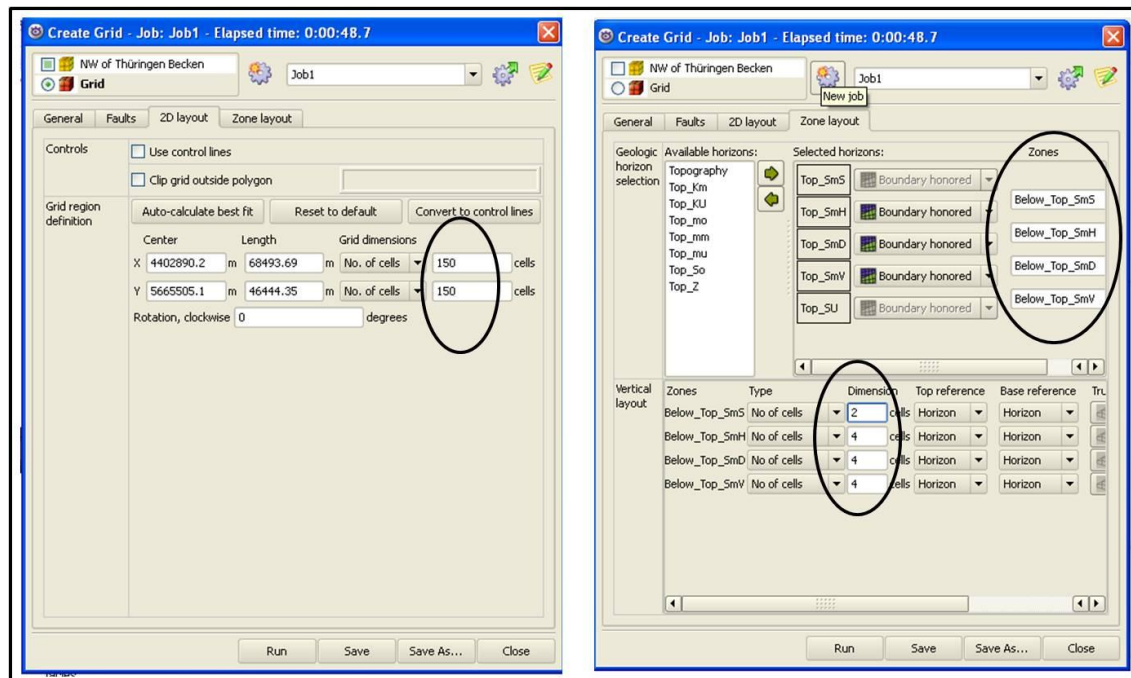 Create Grid - Job: Job1 - Elapsed time: 0:00:48.7
NW of Thüringen Becken
Grid
Job1
General Faults 2D layout Zone layout
Controls
Use control lines
Clip grid outside polygon
Grid region definition
Auto-calculate best fit Reset to default Convert to control lines
Center Length Grid dimensions
X 4402890.2 m 68493.69 m No. of cells 150 cells
Y 5665505.1 m 46444.35 m No. of cells 150 cells
Rotation, clockwise 0 degrees
Run Save Save As... Close
Create Grid - Job: Job1 - Elapsed time: 0:00:48.7
NW of Thüringen Becken
Grid
Job1
New job
General Faults 2D layout Zone layout
Geologic horizon selection
Available horizons:
Topography
Top_Km
Top_KU
Top_mo
Top_mm
Top_mu
Top_So
Top_Z
Selected horizons: Zones
Top_SmS Boundary honored
Below_Top_SmS
Top_SmH Boundary honored
Below_Top_SmH
Top_SmD Boundary honored
Below_Top_SmD
Top_SmV Boundary honored
Below_Top_SmV
Top_SU Boundary honored
Vertical layout
Zones Type Dimension Top reference Base reference
Below_Top_SmS No of cells 2 cells Horizon Horizon
Below_Top_SmH No of cells 4 cells Horizon Horizon
Below_Top_SmD No of cells 4 cells Horizon Horizon
Below_Top_SmV No of cells 4 cells Horizon Horizon
Run Save Save As... Close